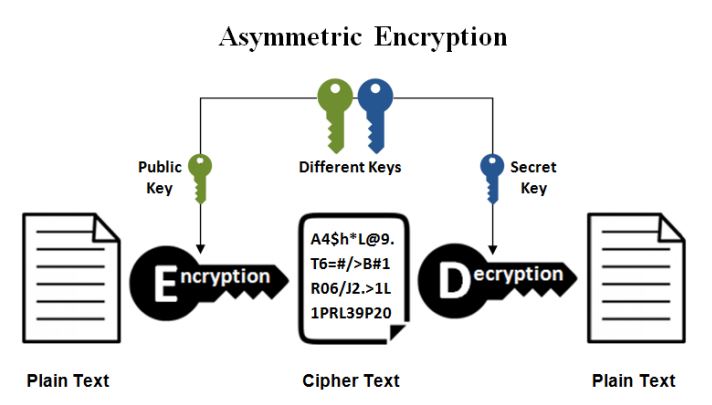 Asymmetric Encryption
Public
Key
Different Keys
Secret
Key
Encryption
A4$h*L@9.
T6=#/>B#1
R06/J2.>1L
1PRL39P20
Decryption
Plain Text
Cipher Text
Plain Text